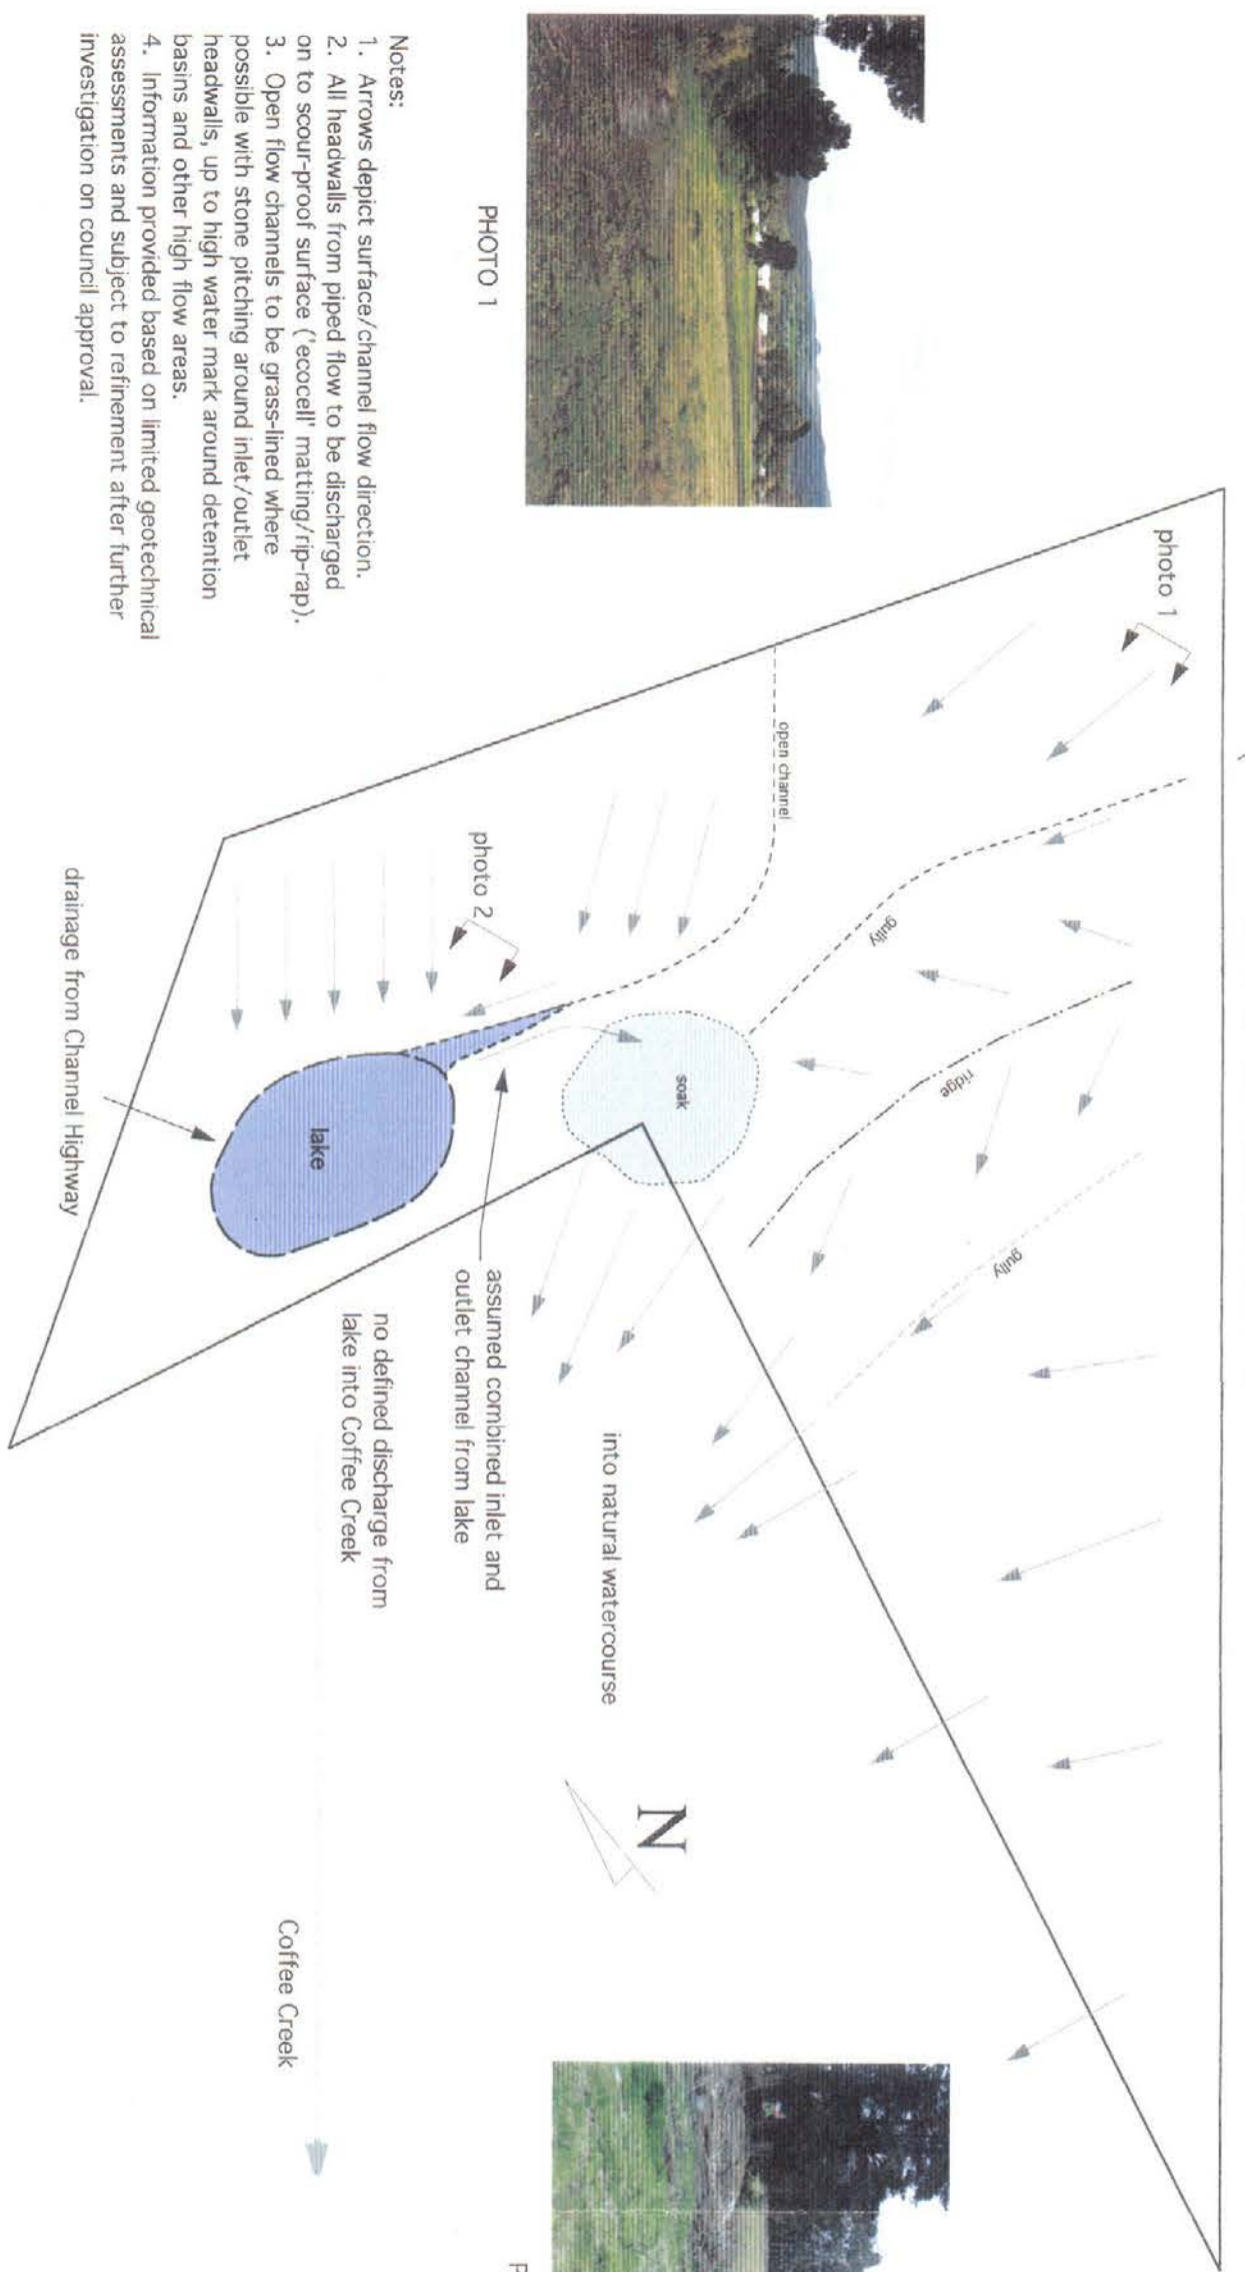 photo 1
open channel
gully
ridge
gully
soak
photo 2
lake
drainage from Channel Highway
assumed combined inlet and
outlet channel from lake
no defined discharge from
lake into Coffee Creek
into natural watercourse
N
Coffee Creek
PHOTO 1
Notes:
1. Arrows depict surface/channel flow direction.
2. All headwalls from piped flow to be discharged
on to scour-proof surface ('ecocell' matting/rip-rap).
3. Open flow channels to be grass-lined where
possible with stone pitching around inlet/outlet
headwalls, up to high water mark around detention
basins and other high flow areas.
4. Information provided based on limited geotechnical
assessments and subject to refinement after further
investigation on council approval.